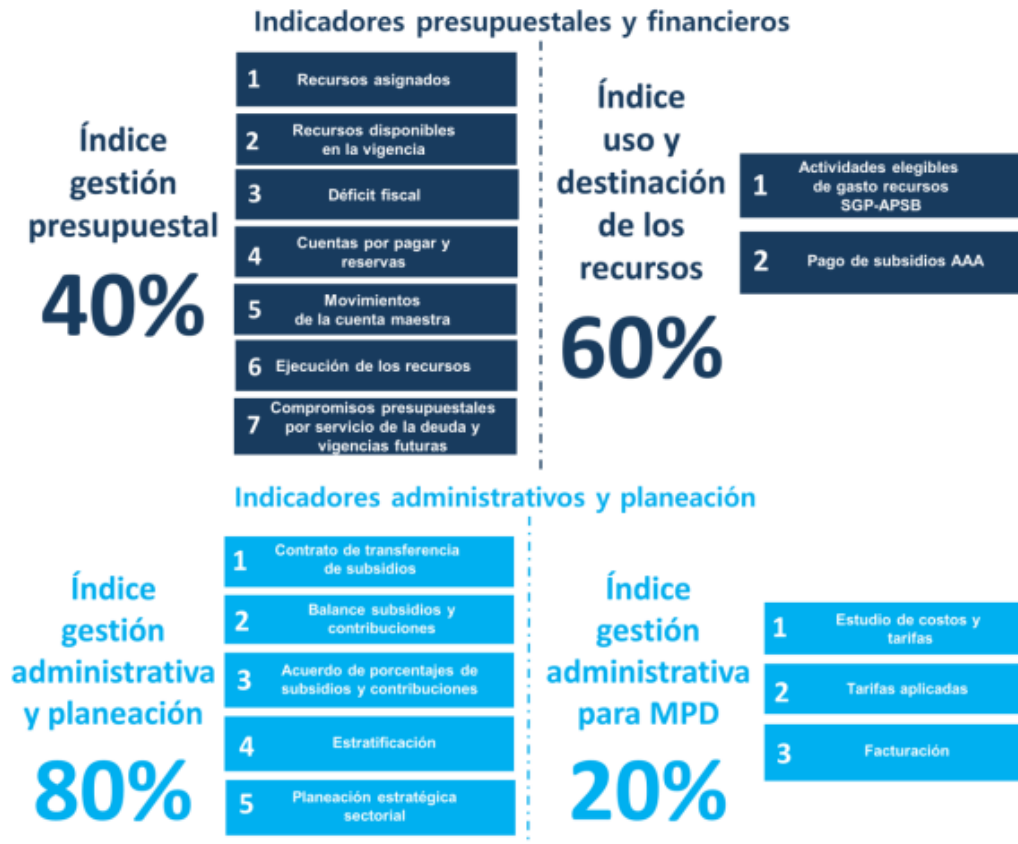 Indicadores presupuestales y financieros
Índice
gestión
presupuestal
40%
1 Recursos asignados
2 Recursos disponibles
en la vigencia
3 Déficit fiscal
4 Cuentas por pagar y
reservas
5 Movimientos
de la cuenta maestra
6 Ejecución de los recursos
7 Compromisos presupuestales
por servicio de la deuda y
vigencias futuras
Índice
uso y
destinación
de los
recursos
60%
1 Actividades elegibles
de gasto recursos
SGP-APSB
2 Pago de subsidios AAA
Indicadores administrativos y planeación
Índice
gestión
administrativa
y planeación
80%
1 Contrato de transferencia
de subsidios
2 Balance subsidios y
contribuciones
3 Acuerdo de porcentajes de
subsidios y contribuciones
4 Estratificación
5 Planeación estratégica
sectorial
Índice
gestión
administrativa
para MPD
20%
1 Estudio de costos y
tarifas
2 Tarifas aplicadas
3 Facturación